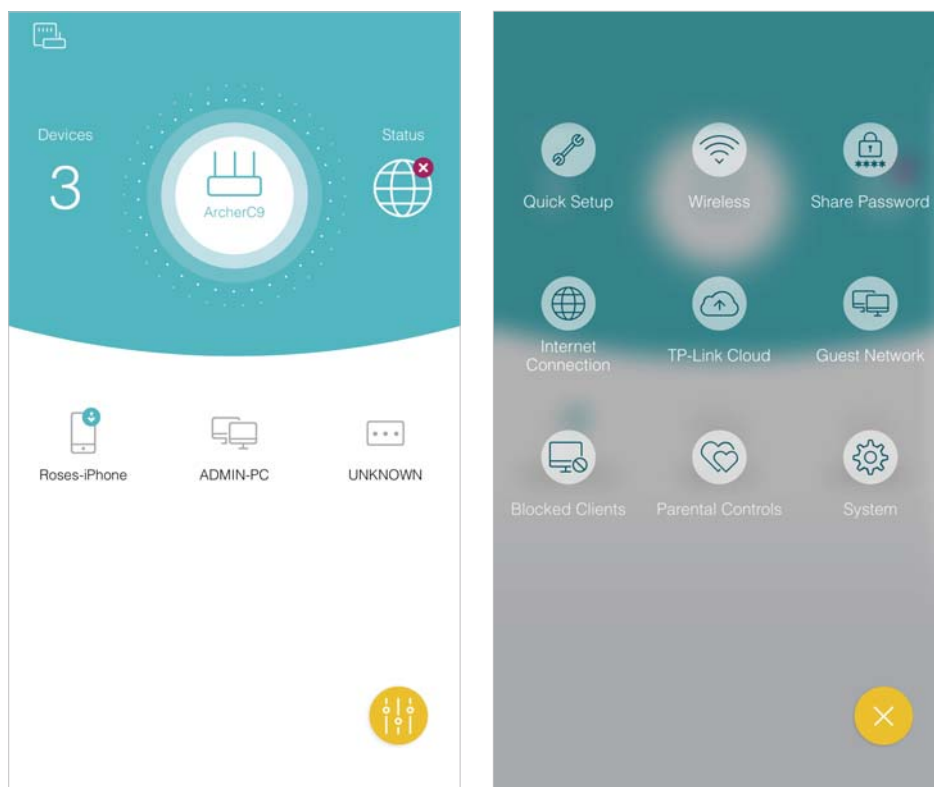 Devices
Status
3
ArcherC9
Roses-iPhone
ADMIN-PC
UNKNOWN
Quick Setup
Wireless
****
Share Password
Internet
Connection
TP-Link Cloud
Guest Network
Blocked Clients
Parental Controls
System